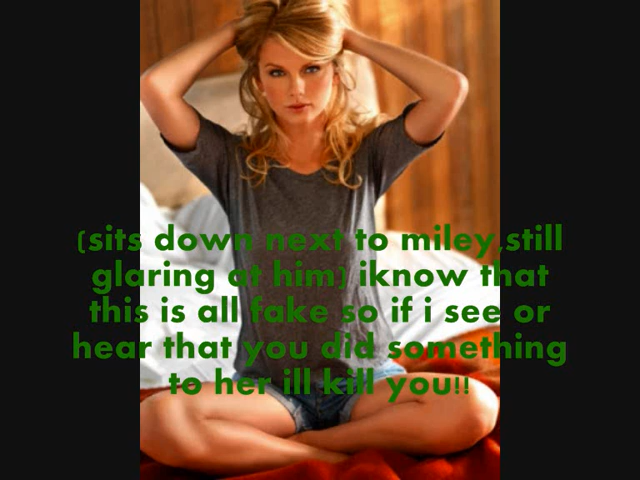 (sits down next to miley,still
glaring at him) iknow that
this is all fake so if i see or
hear that you did something
to her ill kill you!!